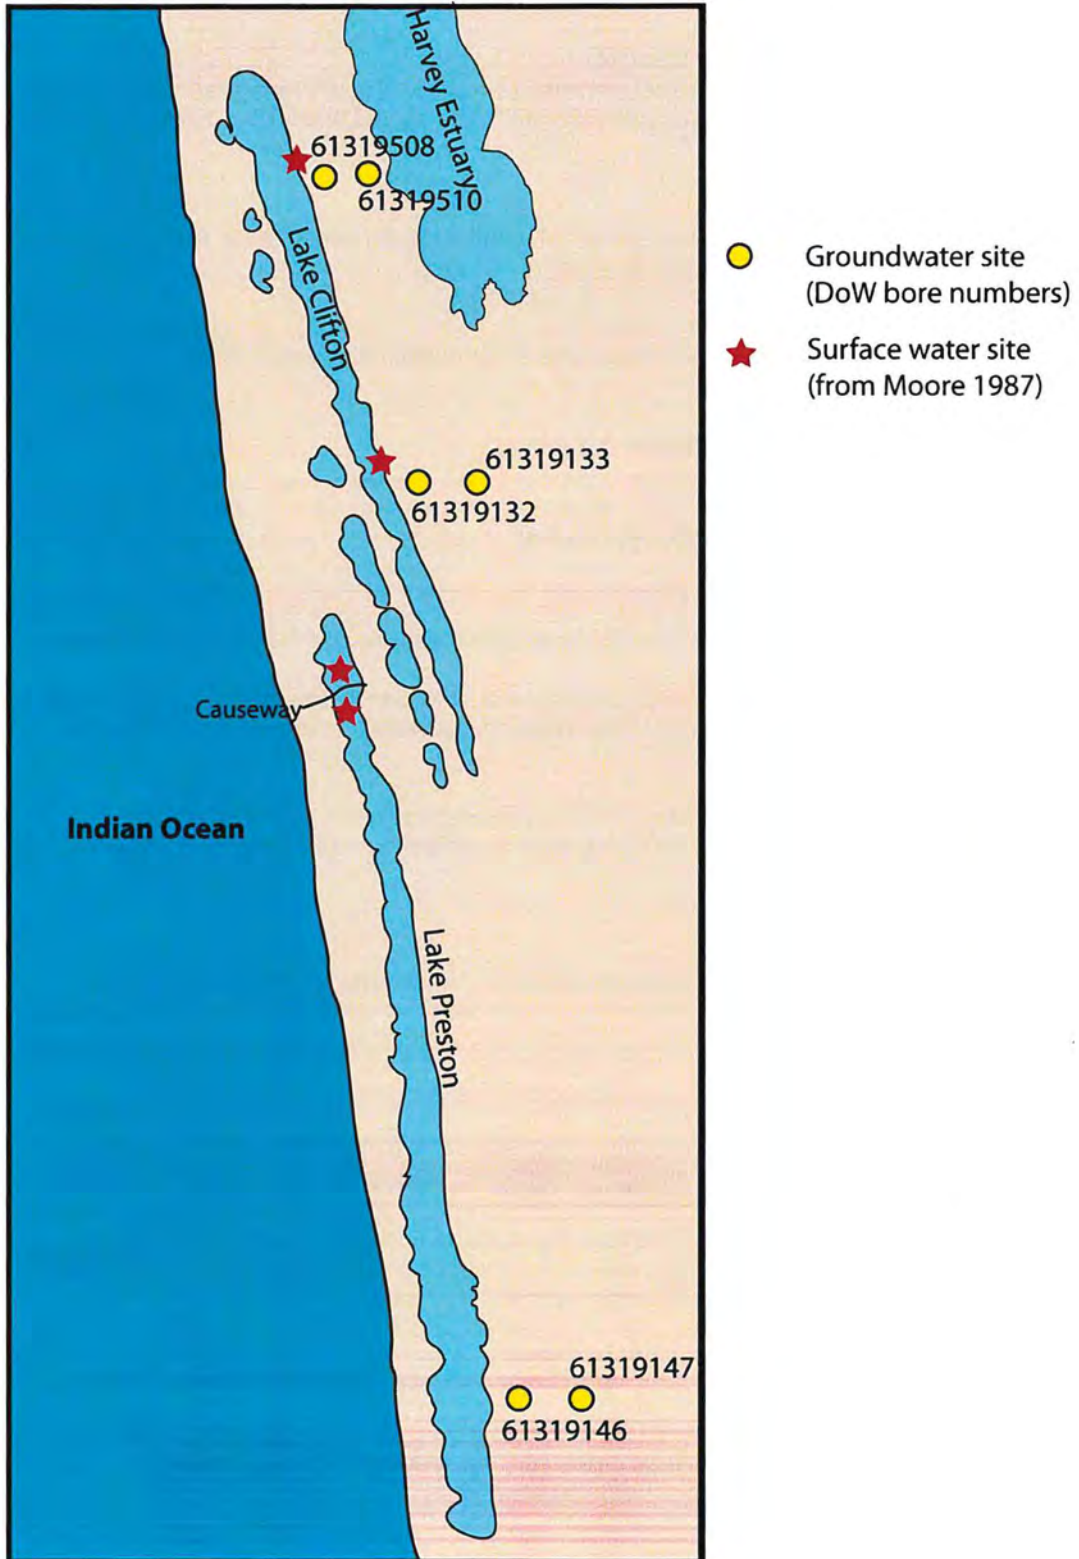 Harvey Estuary
61319508
61319510
Lake Clifton
Groundwater site
(DoW bore numbers)
Surface water site
(from Moore 1987)
61319133
61319132
Causeway
Indian Ocean
Lake Preston
61319147
61319146